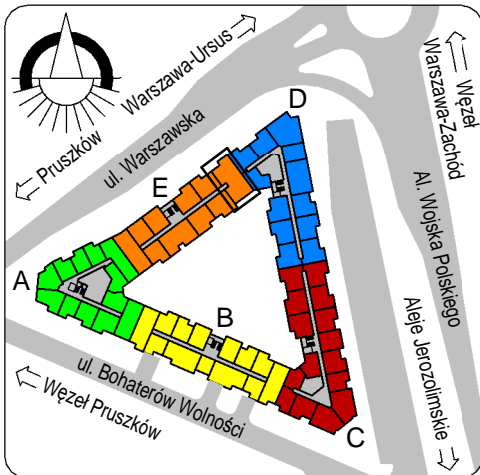 Warszawa-Ursus
Pruszków
ul. Warszawska
Węzeł
Warszawa-Zachód
D
E
A
B
C
Al. Wojska Polskiego
Aleje Jerozolimskie
ul. Bohaterów Wolności
Węzeł Pruszków